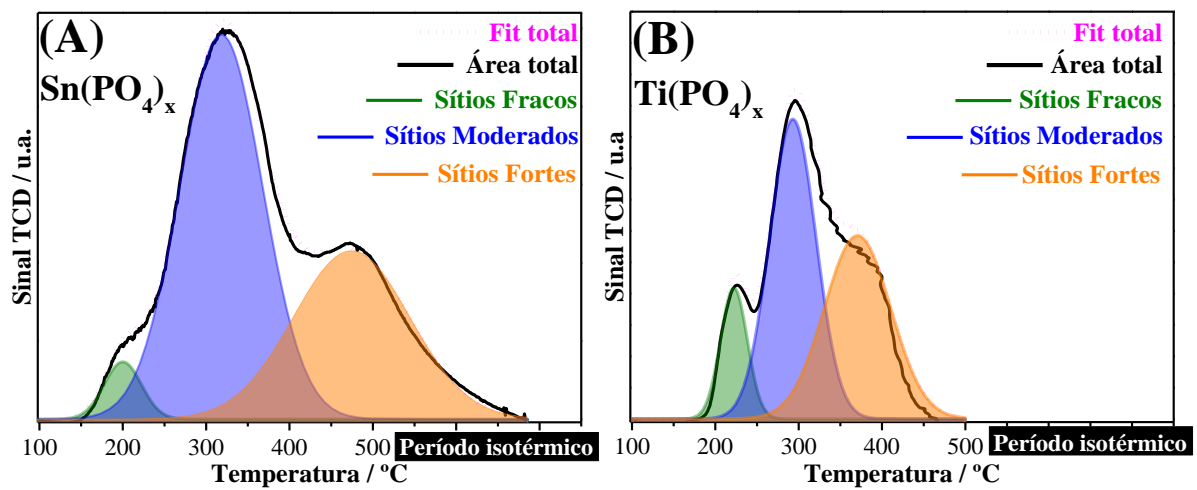 (A)
Sn(PO₄)ₓ
Fit total
Área total
Sítios Fracos
Sítios Moderados
Sítios Fortes
Sinal TCD / u.a.
100 200 300 400 500 Período isotérmico
Temperatura / ºC
(B)
Ti(PO₄)ₓ
Fit total
Área total
Sítios Fracos
Sítios Moderados
Sítios Fortes
Sinal TCD / u.a
100 200 300 400 500 Período isotérmico
Temperatura / ºC